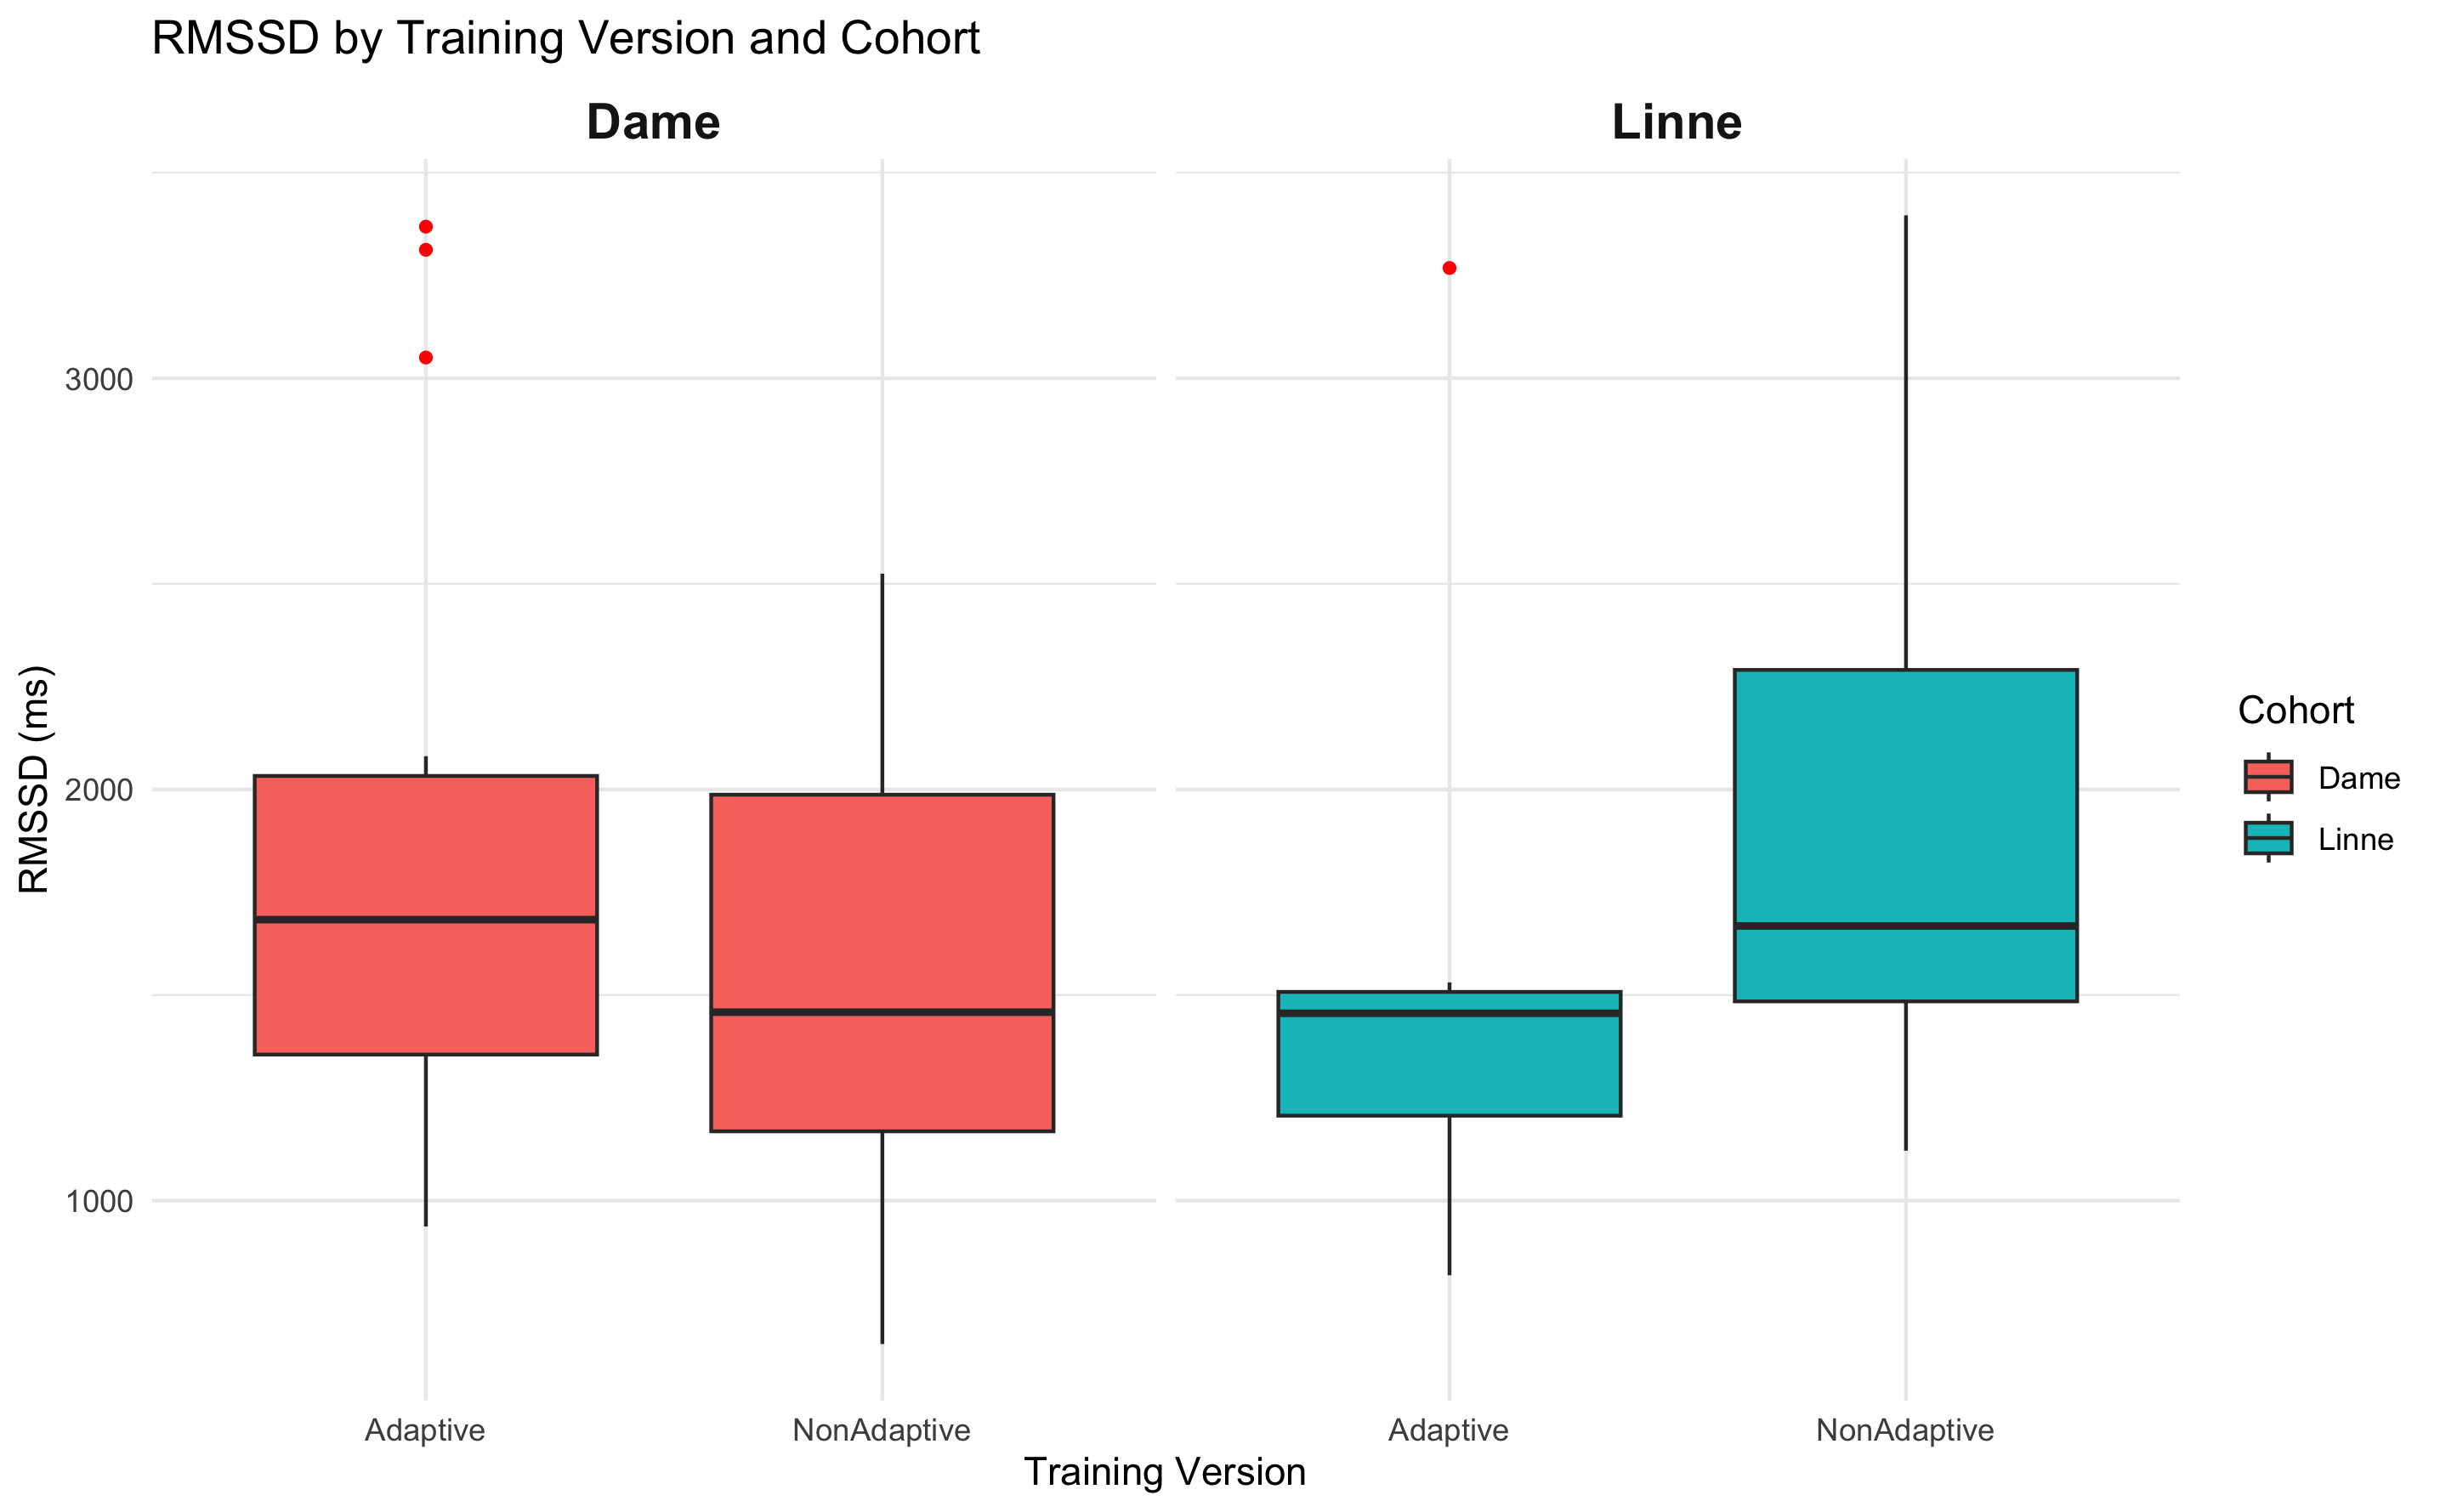 RMSSD by Training Version and Cohort
Dame
Linne
RMSSD (ms)
3000
2000
1000
Adaptive
NonAdaptive
Adaptive
NonAdaptive
Training Version
Cohort
Dame
Linne